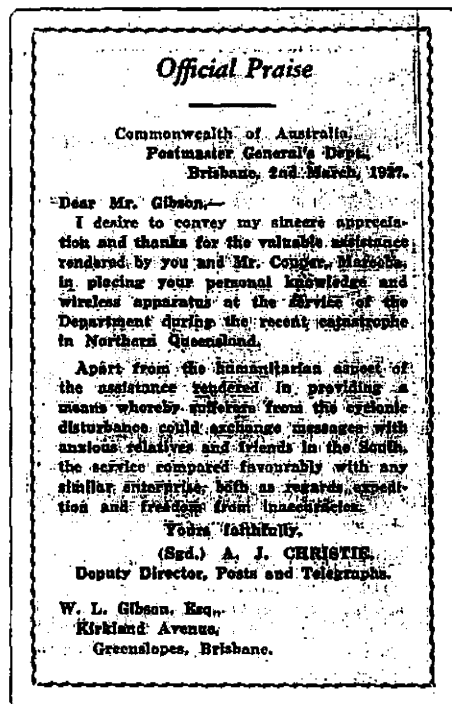 Official Praise
Commonwealth of Australia,
Postmaster General's Dept.,
Brisbane, 2nd March, 1927.
Dear Mr. Gibson,—
I desire to convey my sincere apprecia-
tion and thanks for the valuable assistance
rendered by you and Mr. Couper, Mareeba,
in placing your personal knowledge and
wireless apparatus at the service of the
Department during the recent catastrophe
in Northern Queensland.
Apart from the humanitarian aspect of
the assistance rendered in providing a
means whereby sufferers from the cyclonic
disturbance could exchange messages with
anxious relatives and friends in the South,
the service compared favourably with any
similar enterprise, both as regards expedi-
tion and freedom from inaccuracies.
Yours faithfully,
(Sgd.) A. J. CHRISTIE,
Deputy Director, Posts and Telegraphs.
W. L. Gibson, Esq.,
Kirkland Avenue,
Greenslopes, Brisbane.